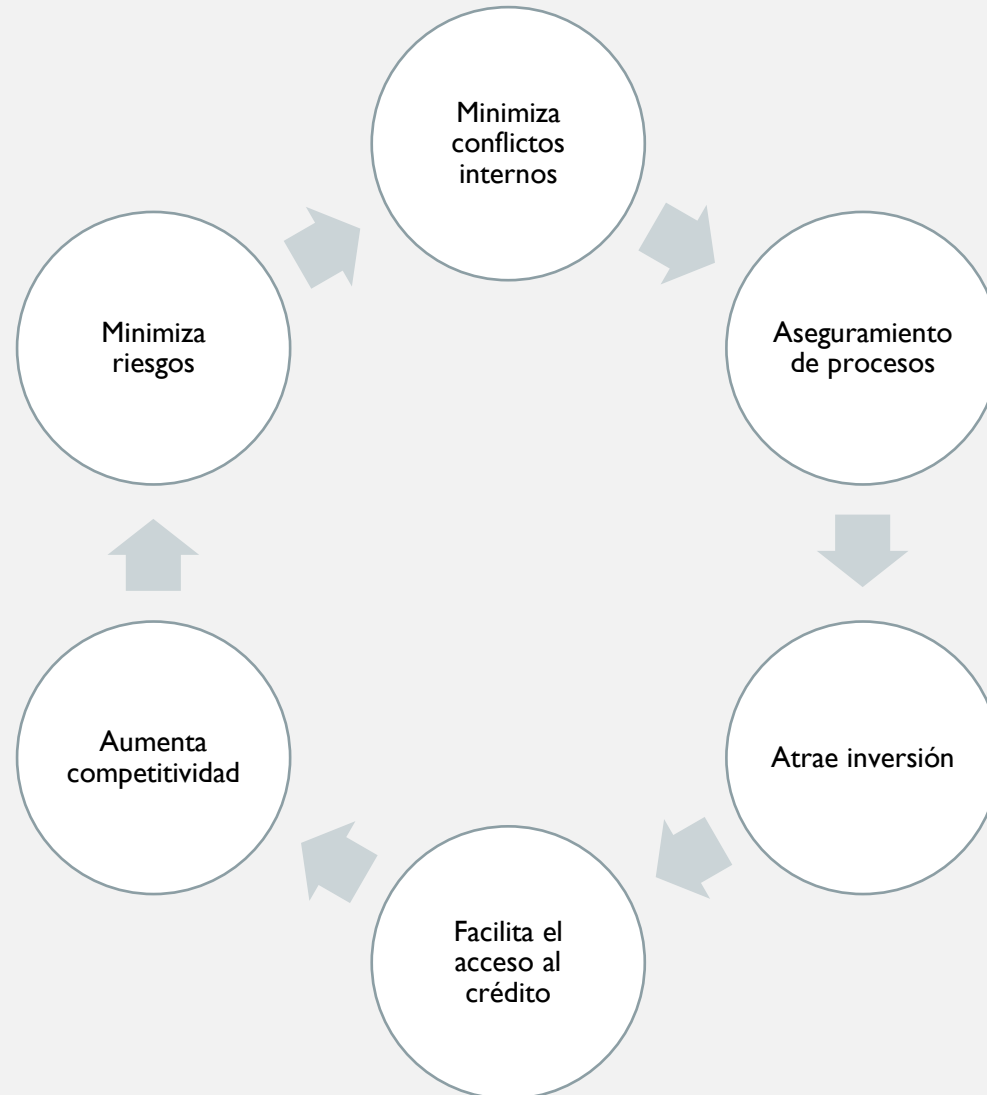 Minimiza
conflictos
internos
Aseguramiento
de procesos
Atrae inversión
Facilita el
acceso al
crédito
Aumenta
competitividad
Minimiza
riesgos